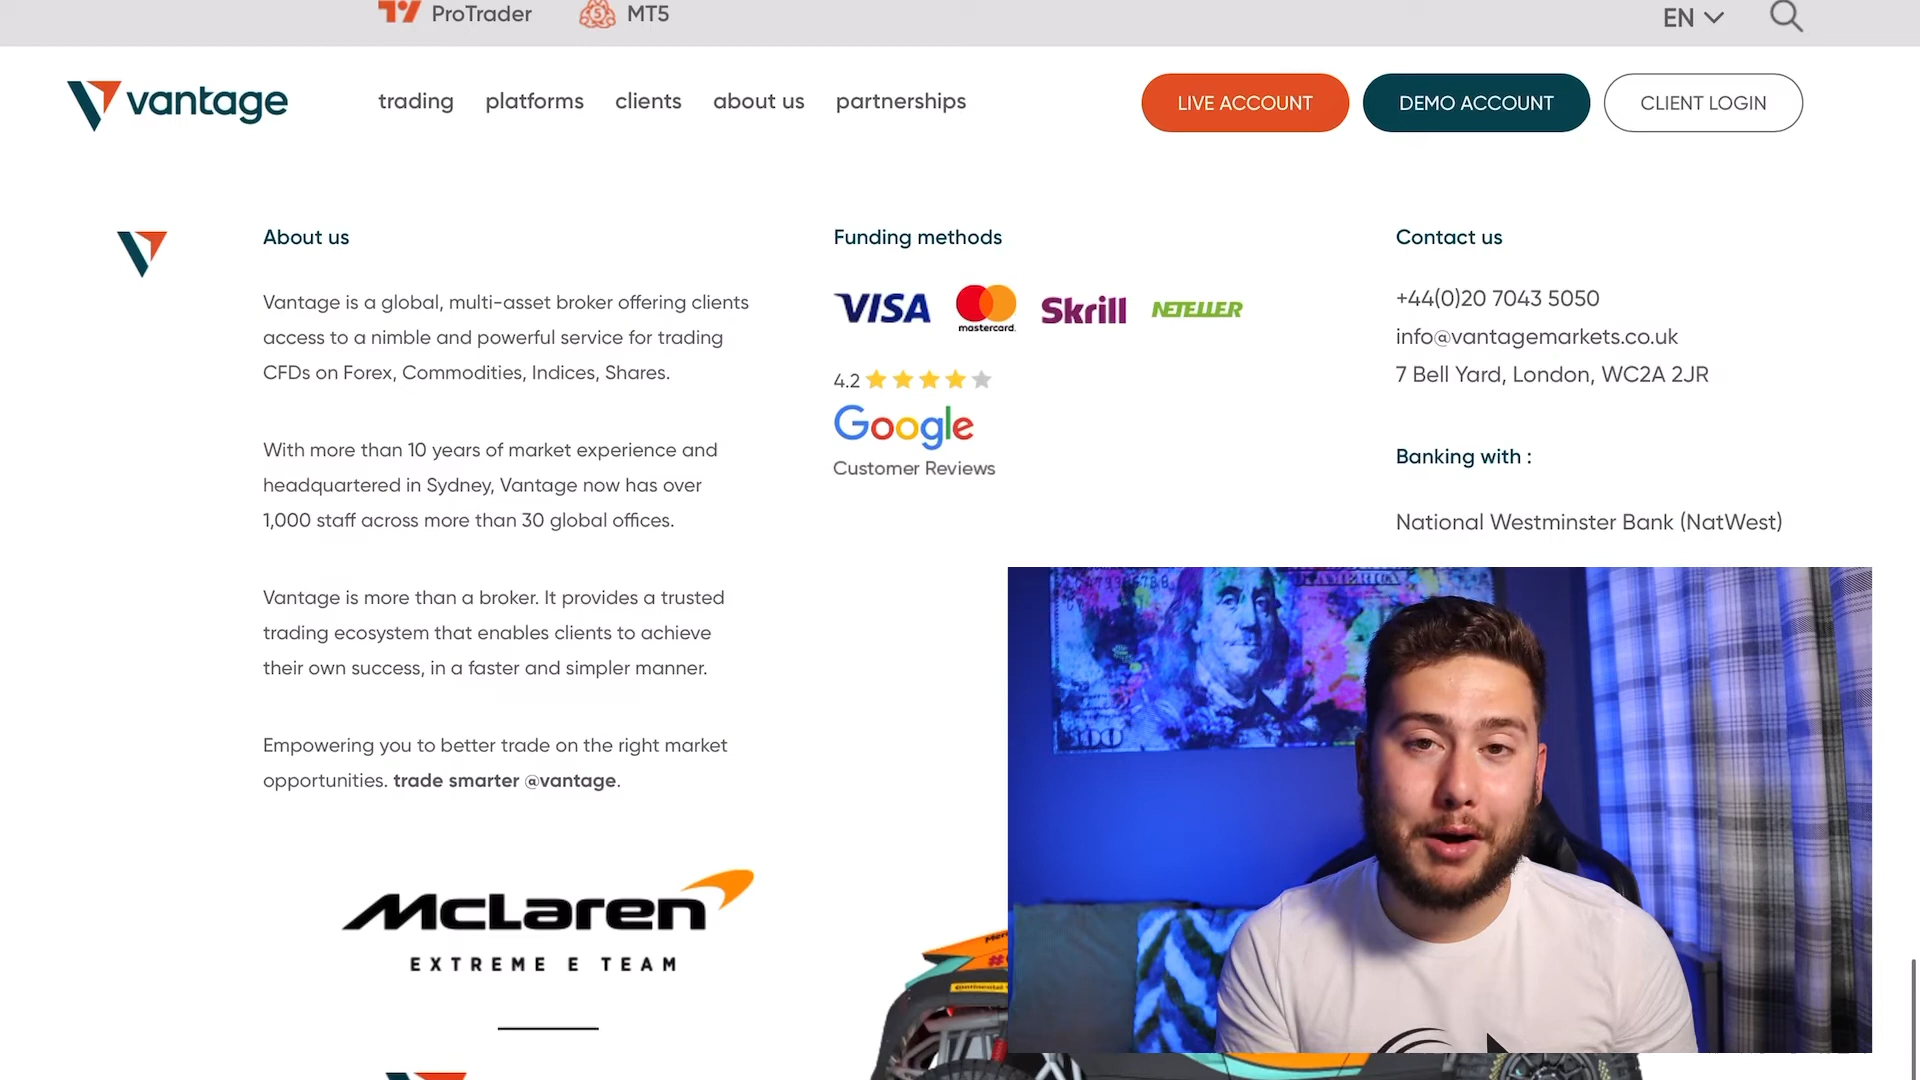 ProTrader
MT5
EN
vantage
trading
platforms
clients
about us
partnerships
LIVE ACCOUNT
DEMO ACCOUNT
CLIENT LOGIN
About us
Vantage is a global, multi-asset broker offering clients
access to a nimble and powerful service for trading
CFDs on Forex, Commodities, Indices, Shares.
With more than 10 years of market experience and
headquartered in Sydney, Vantage now has over
1,000 staff across more than 30 global offices.
Vantage is more than a broker. It provides a trusted
trading ecosystem that enables clients to achieve
their own success, in a faster and simpler manner.
Empowering you to better trade on the right market
opportunities. trade smarter @vantage.
McLaren
EXTREME E TEAM
Funding methods
VISA
mastercard.
Skrill
NETELLER
4.2
Google
Customer Reviews
Contact us
+44(0)20 7043 5050
info@vantagemarkets.co.uk
7 Bell Yard, London, WC2A 2JR
Banking with :
National Westminster Bank (NatWest)
AMERICA
100
Continental